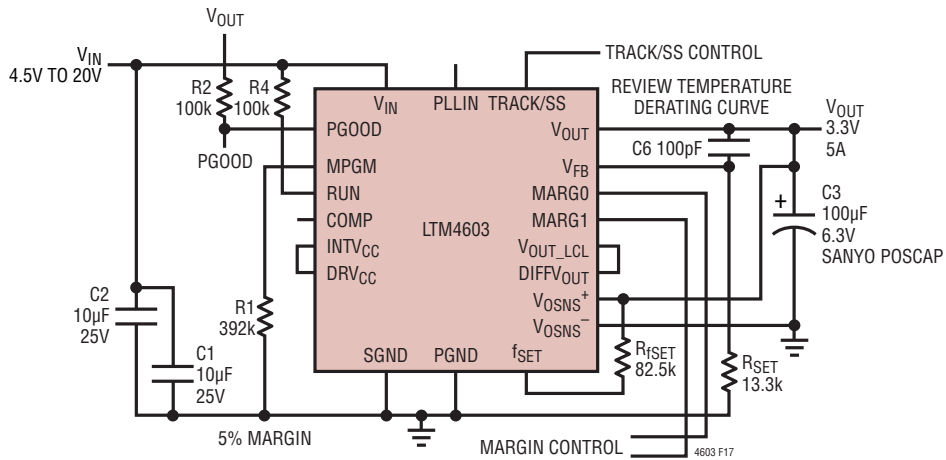 VOUT
VIN
4.5V TO 20V
R2
100k
R4
100k
PGOOD
TRACK/SS CONTROL
REVIEW TEMPERATURE
DERATING CURVE
VOUT
3.3V
5A
C6 100pF
C3
100µF
6.3V
SANYO POSCAP
+
VIN
PLLIN
TRACK/SS
PGOOD
MPGM
RUN
COMP
INTVCC
DRVCC
LTM4603
VOUT
VFB
MARG0
MARG1
VOUT_LCL
DIFFVOUT
VOSNS+
VOSNS–
SGND
PGND
fSET
C2
10µF
25V
C1
10µF
25V
R1
392k
RfSET
82.5k
RSET
13.3k
5% MARGIN
MARGIN CONTROL
4603 F17